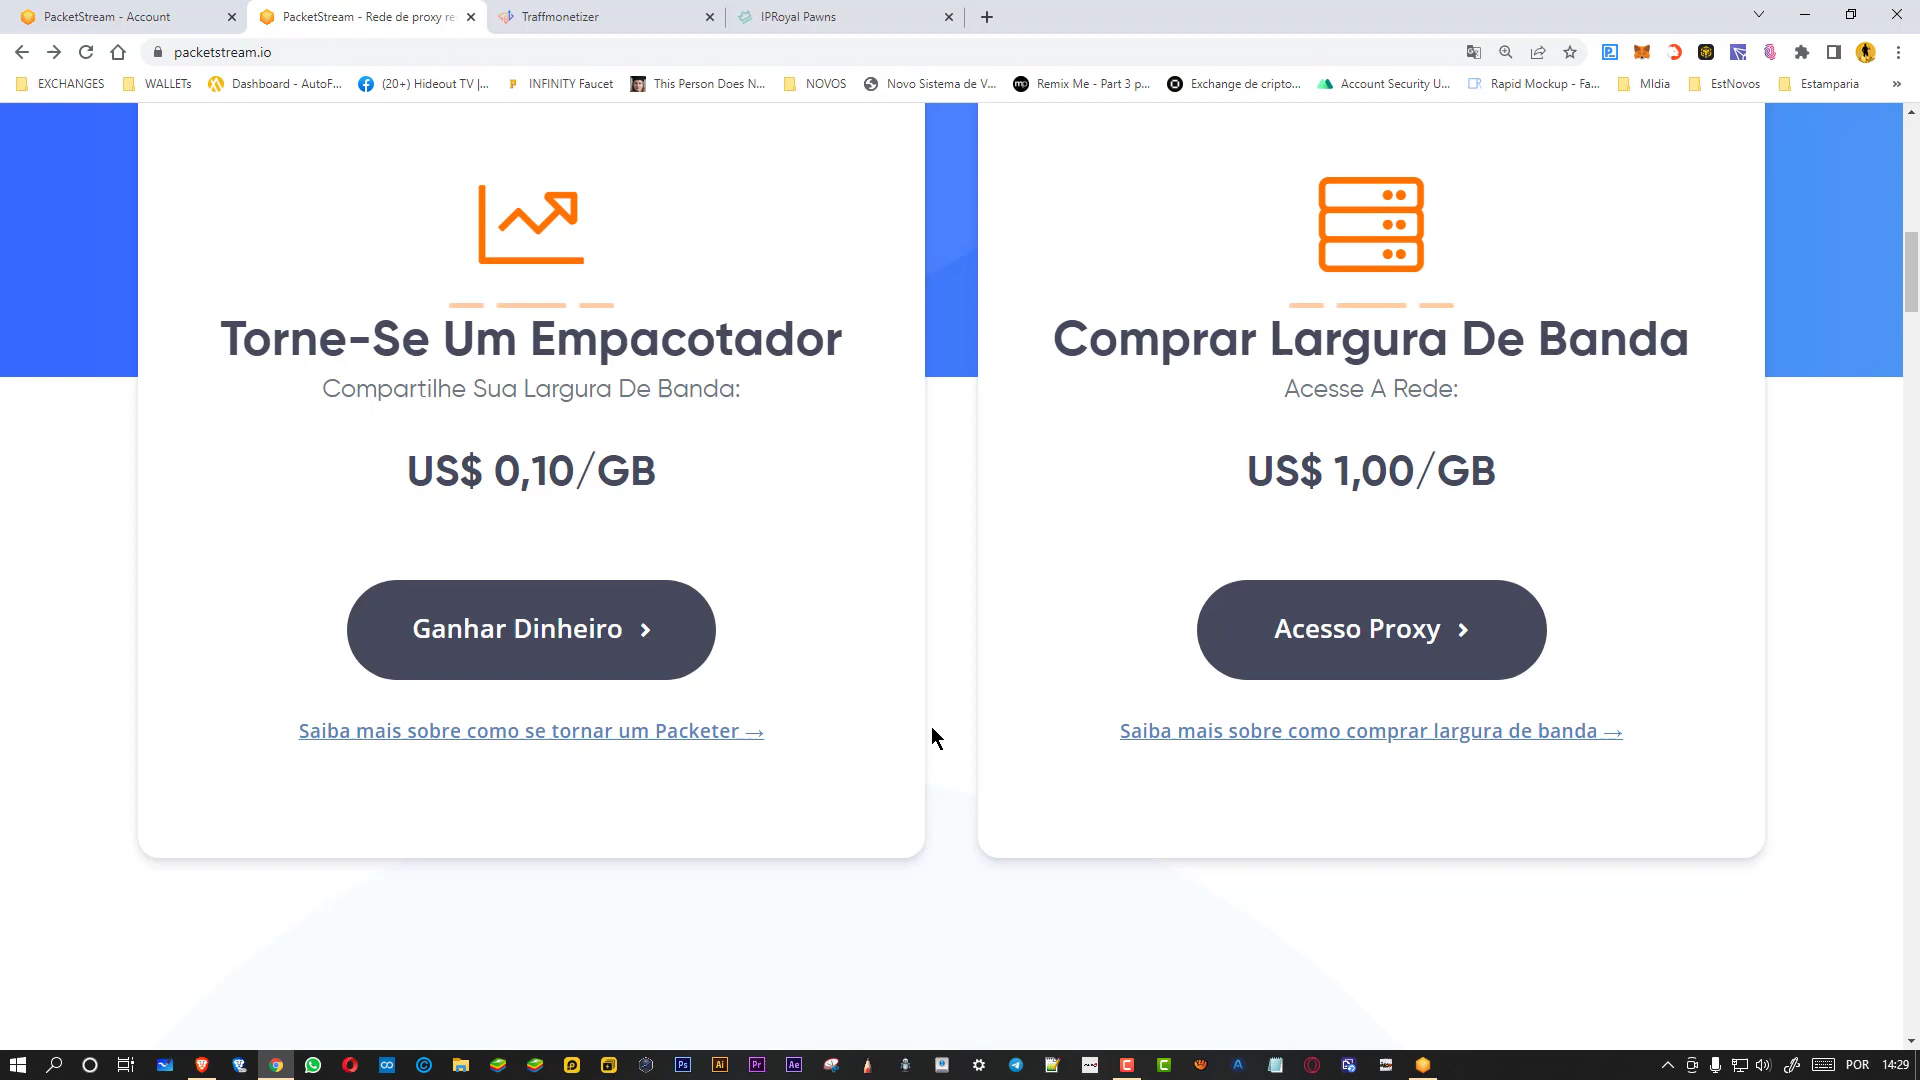 PacketStream - Account
PacketStream - Rede de proxy re
Traffmonetizer
IPRoyal Pawns
packetstream.io
EXCHANGES
WALLETs
Dashboard - AutoF...
(20+) Hideout TV |...
INFINITY Faucet
This Person Does N...
NOVOS
Novo Sistema de V...
Remix Me - Part 3 p...
Exchange de cripto...
Account Security U...
Rapid Mockup - Fa...
MIdia
EstNovos
Estamparia
Torne-Se Um Empacotador
Compartilhe Sua Largura De Banda:
US$ 0,10/GB
Ganhar Dinheiro
Saiba mais sobre como se tornar um Packeter →
Comprar Largura De Banda
Acesse A Rede:
US$ 1,00/GB
Acesso Proxy
Saiba mais sobre como comprar largura de banda →
Ps
Ai
Pr
Ae
POR
14:29